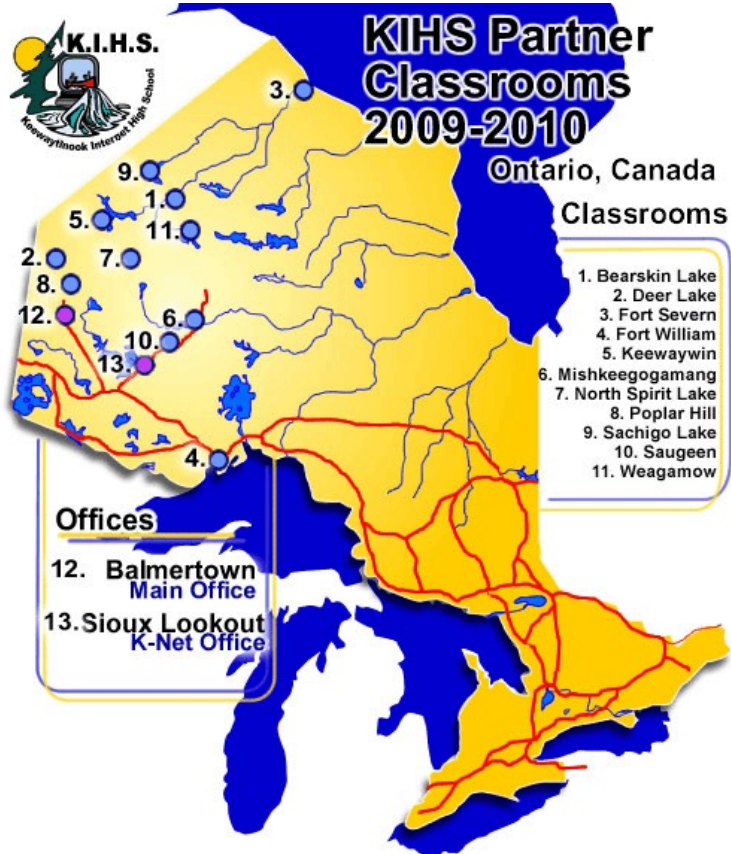 K.I.H.S.
Keewaytinook Internet High School
KIHS Partner
Classrooms
2009-2010
Ontario, Canada
Classrooms
1. Bearskin Lake
2. Deer Lake
3. Fort Severn
4. Fort William
5. Keewaywin
6. Mishkeegogamang
7. North Spirit Lake
8. Poplar Hill
9. Sachigo Lake
10. Saugeen
11. Weagamow
3.
9.
1.
5.
11.
2.
7.
8.
12.
6.
10.
13.
4.
Offices
12. Balmertown
Main Office
13. Sioux Lookout
K-Net Office